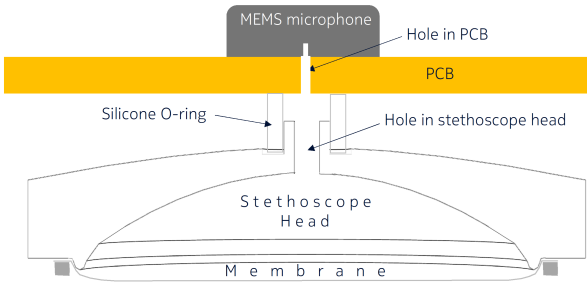 MEMS microphone
Hole in PCB
PCB
Silicone O-ring
Hole in stethoscope head
Stethoscope
Head
Membrane